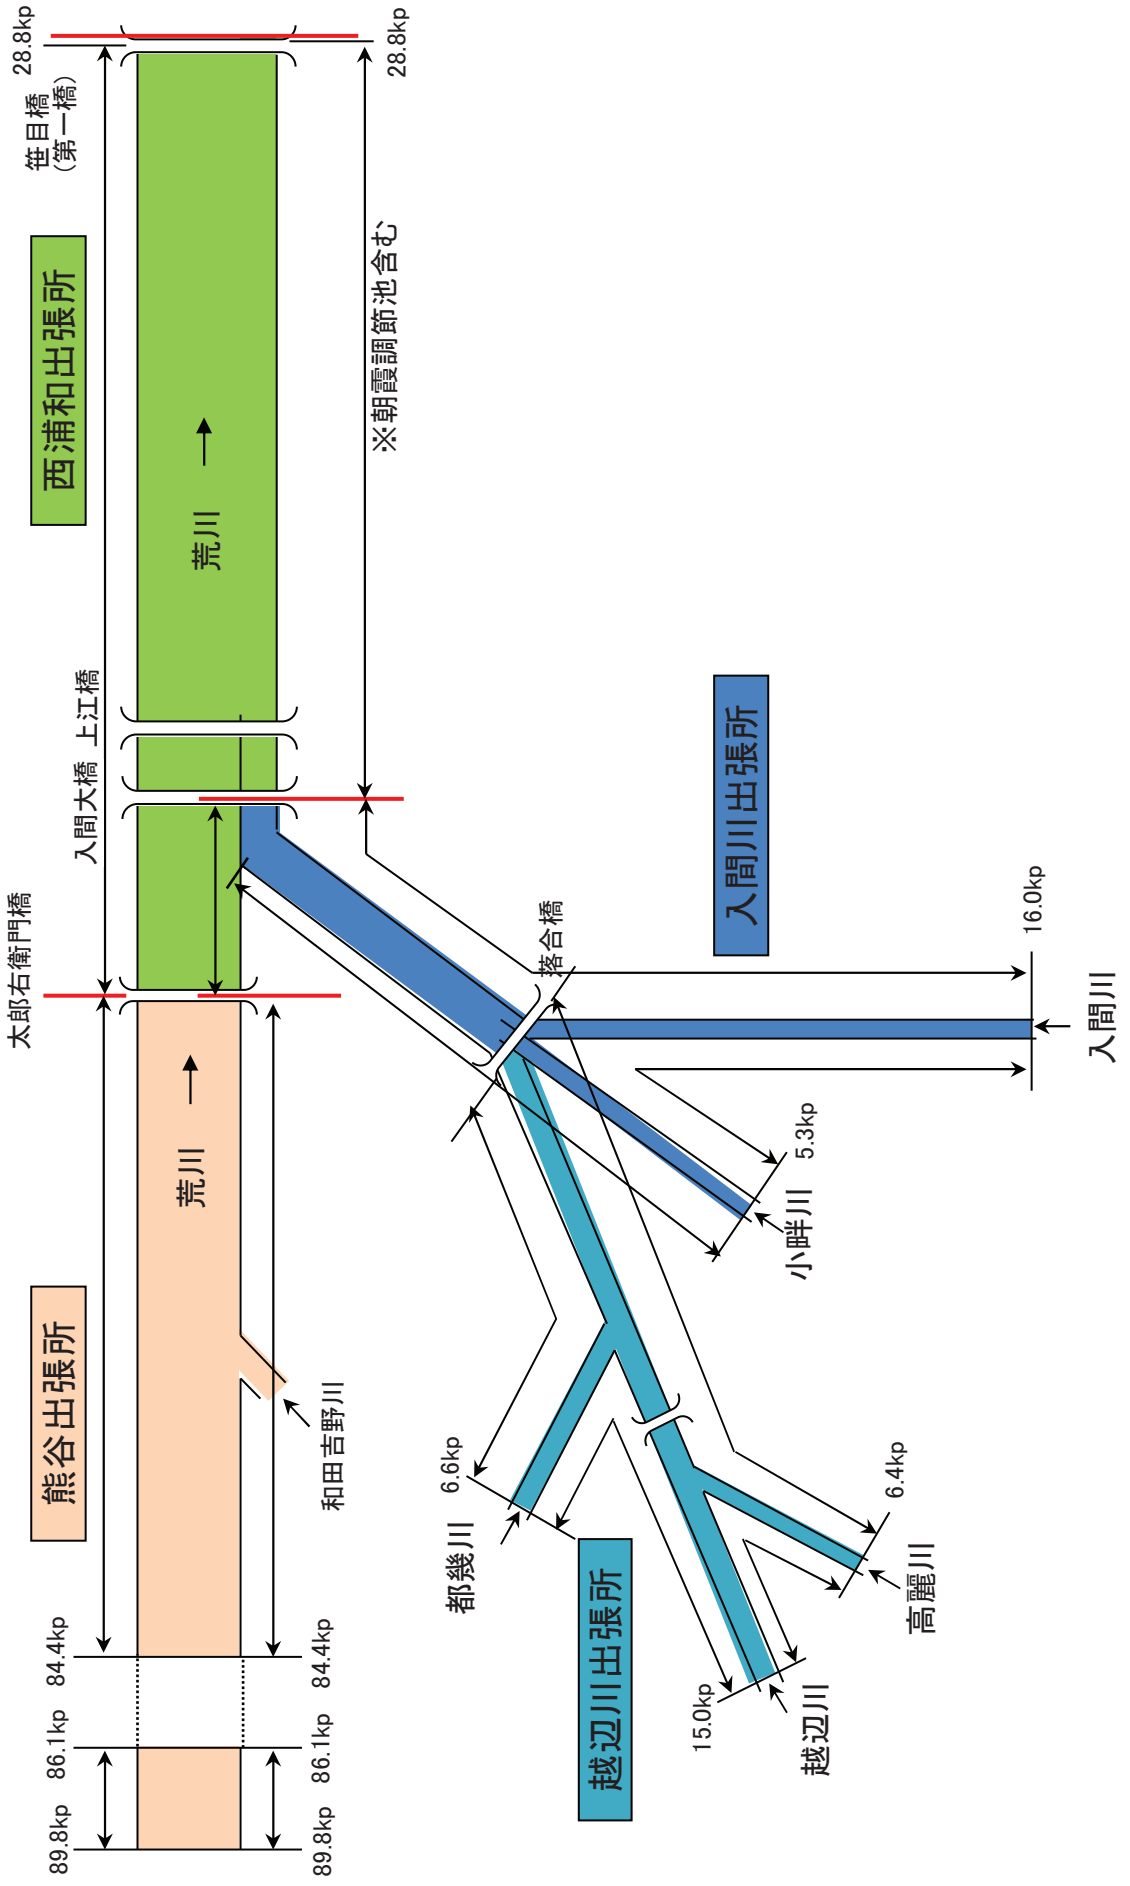 89.8kp
86.1kp
84.4kp
熊谷出張所
太郎右衛門橋
入間大橋
上江橋
西浦和出張所
笹目橋
(第一橋)
28.8kp
荒川
荒川
89.8kp
86.1kp
84.4kp
和田吉野川
※朝霞調節池含む
28.8kp
6.6kp
都幾川
落合橋
越辺川出張所
15.0kp
越辺川
6.4kp
高麗川
5.3kp
小畔川
入間川出張所
16.0kp
入間川